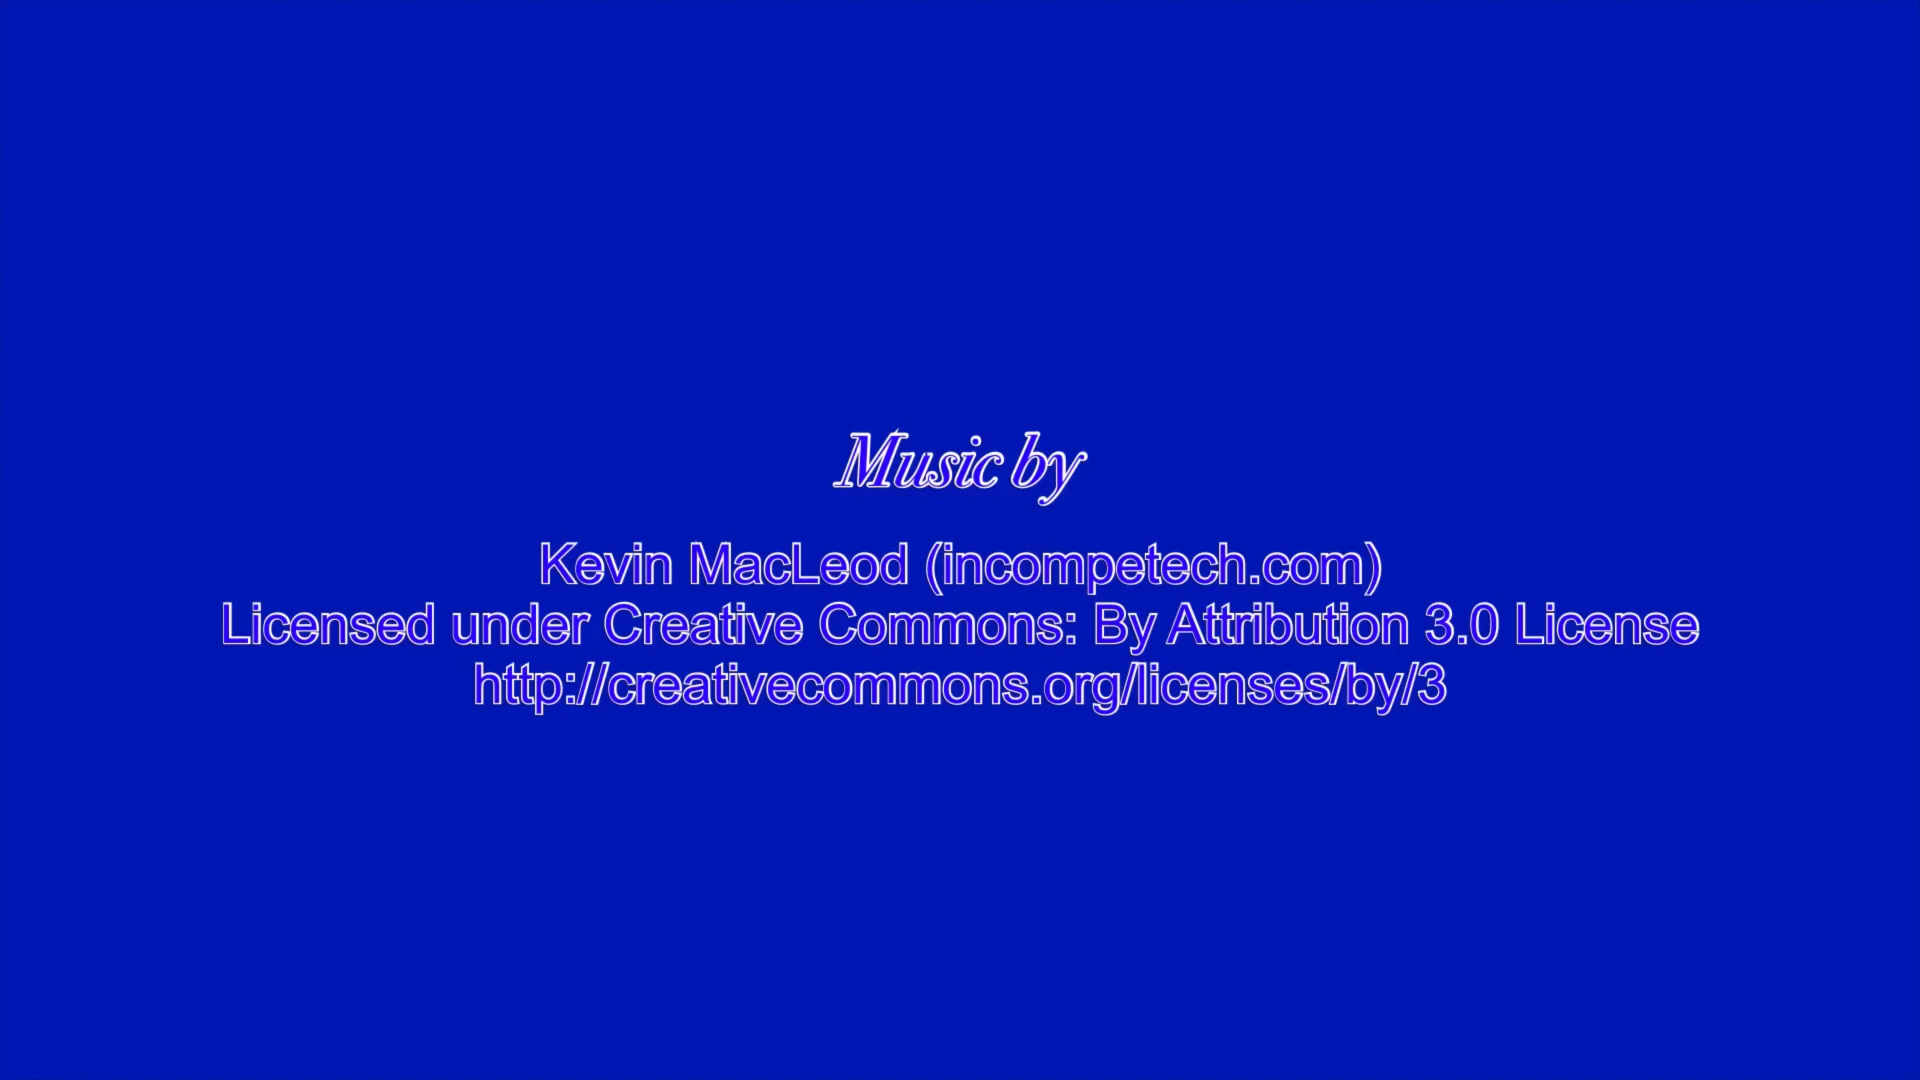 Music by
Kevin MacLeod (incompetech.com)
Licensed under Creative Commons: By Attribution 3.0 License
http://creativecommons.org/licenses/by/3